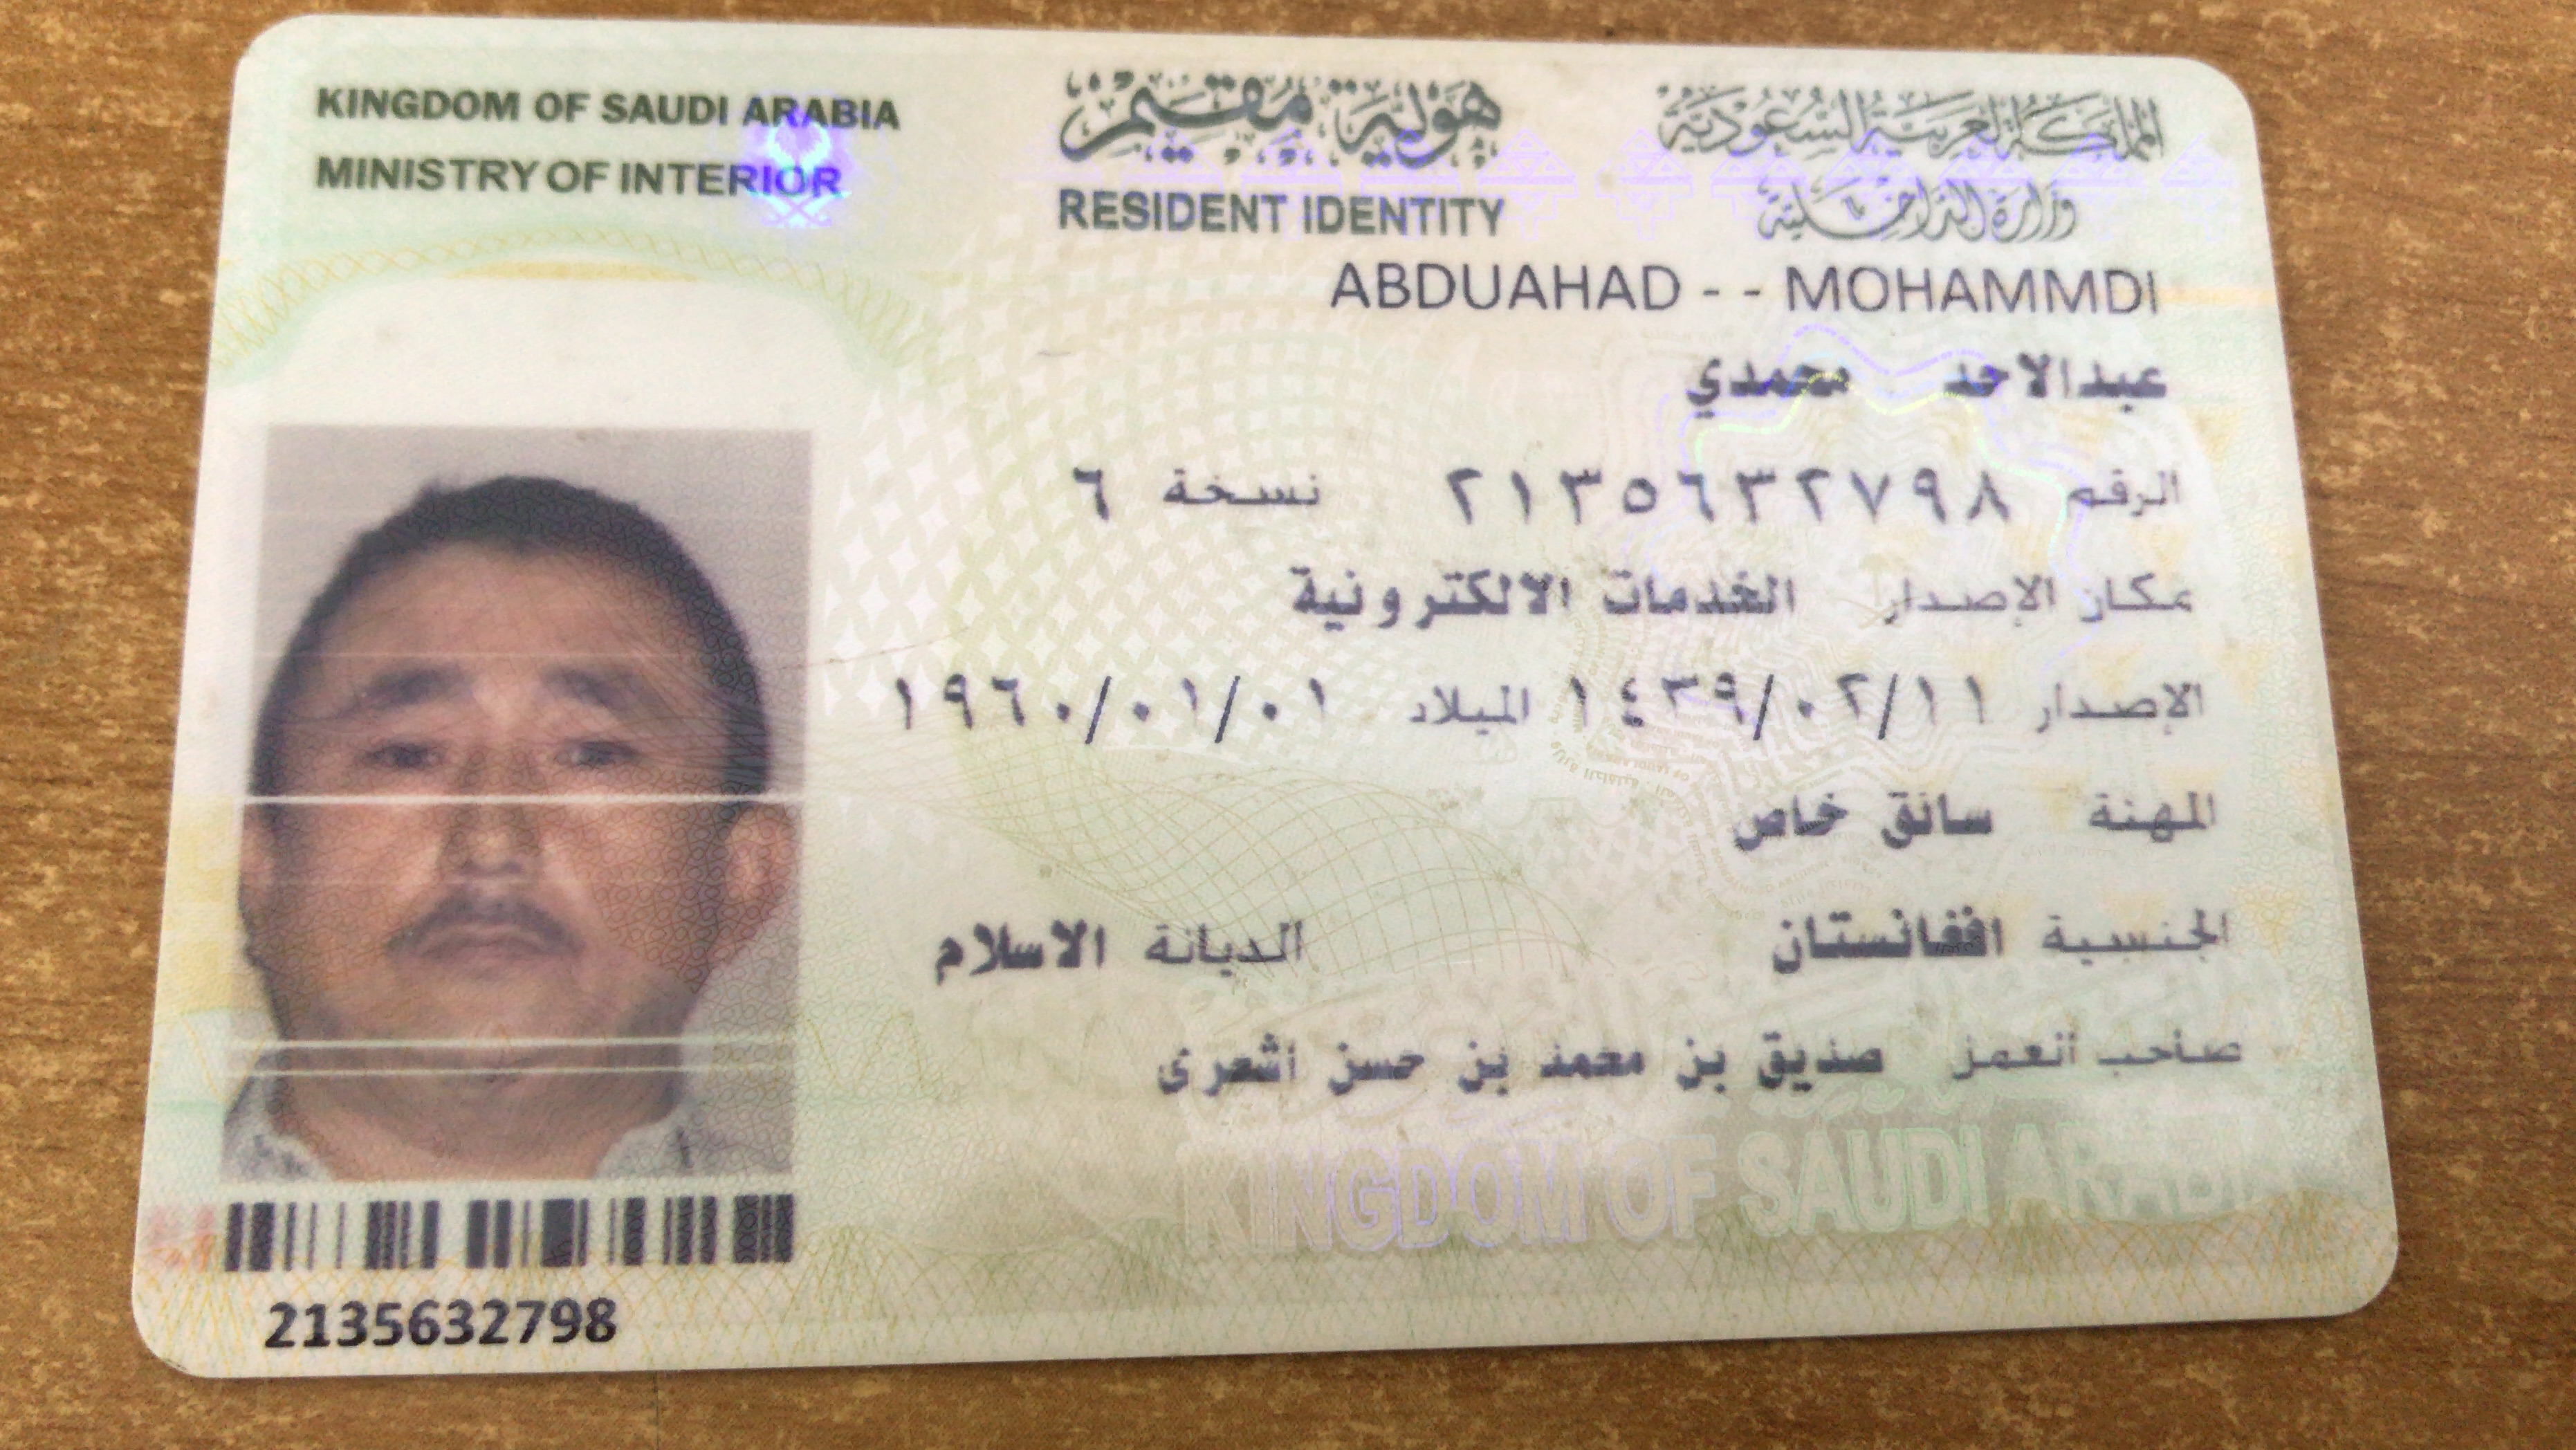 KINGDOM OF SAUDI ARABIA
MINISTRY OF INTERIOR
هوية مقيم
RESIDENT IDENTITY
المملكة العربية السعودية
وزارة الداخلية
ABDUAHAD - - MOHAMMDI
عبدالاحد محمدي
الرقم ٢١٣٥٦٣٢٧٩٨ نسخة ٦
مكان الإصدار الخدمات الالكترونية
الإصدار ١٤٣٩/٠٢/١١ الميلاد ١٩٦٠/٠١/٠١
المهنة سائق خاص
الجنسية افغانستان الديانة الاسلام
صاحب العمل صديق بن محمد بن حسن اشعرى
KINGDOM OF SAUDI ARABIA
2135632798